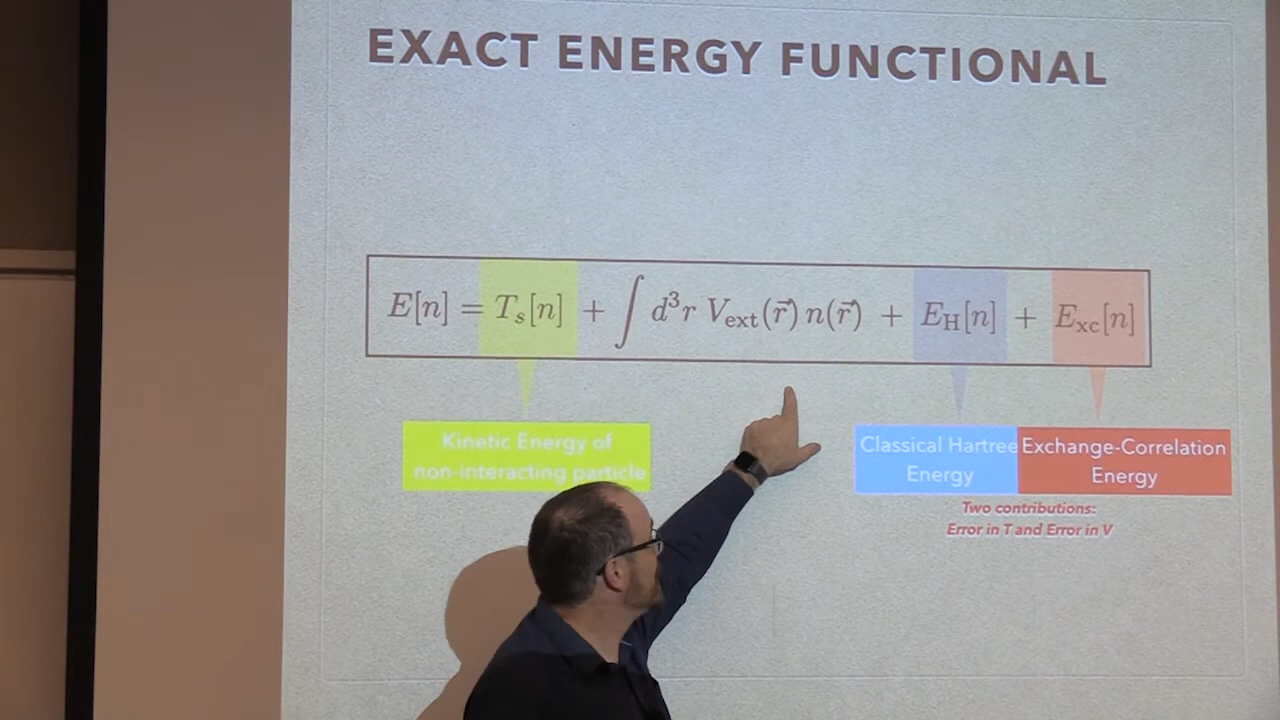 EXACT ENERGY FUNCTIONAL
E[n] = T_s[n] + ∫ d³r V_ext(r⃗) n(r⃗) + E_H[n] + E_xc[n]
Kinetic Energy of
non-interacting particle
Classical Hartree
Energy
Exchange-Correlation
Energy
Two contributions:
Error in T and Error in V